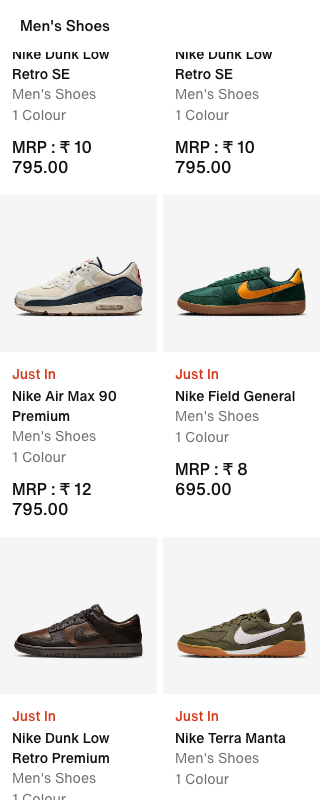 Men's Shoes
Nike Dunk Low
Retro SE
Men's Shoes
1 Colour
MRP : ₹ 10
795.00
Nike Dunk Low
Retro SE
Men's Shoes
1 Colour
MRP : ₹ 10
795.00
Just In
Nike Air Max 90
Premium
Men's Shoes
1 Colour
MRP : ₹ 12
795.00
Just In
Nike Field General
Men's Shoes
1 Colour
MRP : ₹ 8
695.00
Just In
Nike Dunk Low
Retro Premium
Men's Shoes
1 Colour
Just In
Nike Terra Manta
Men's Shoes
1 Colour